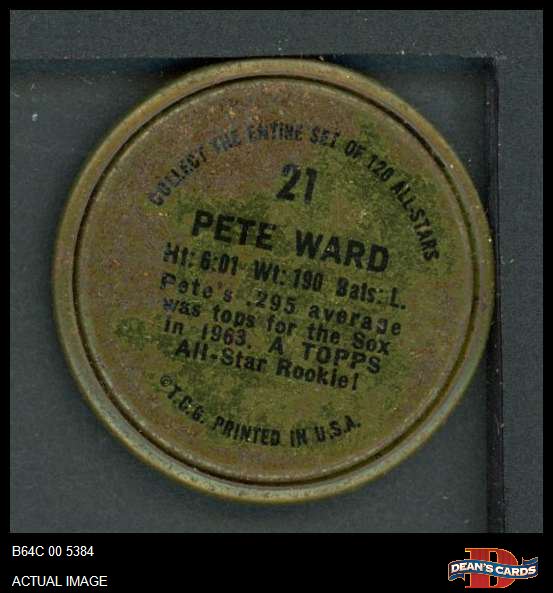 COLLECT THE ENTIRE SET OF 120 ALL-STARS
21
PETE WARD
Ht: 6:01 Wt: 190 Bats: L.
Pete's .295 average
was tops for the Sox
in 1963. A TOPPS
All-Star Rookie!
©T.C.G. PRINTED IN U.S.A.
B64C 00 5384
ACTUAL IMAGE
D
DEAN'S CARDS